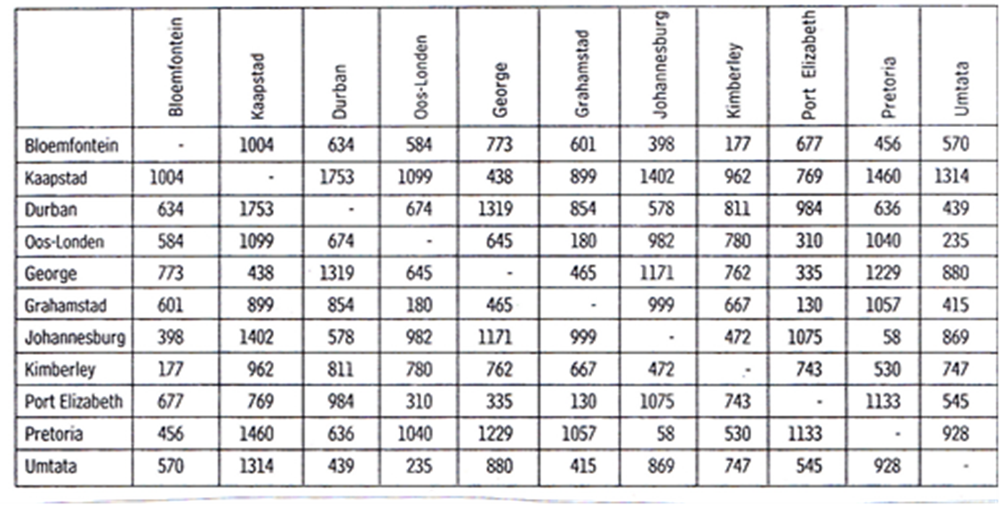 Bloemfontein Kaapstad Durban Oos-Londen George Grahamstad Johannesburg Kimberley Port Elizabeth Pretoria Umtata
Bloemfontein - 1004 634 584 773 601 398 177 677 456 570
Kaapstad 1004 - 1753 1099 438 899 1402 962 769 1460 1314
Durban 634 1753 - 674 1319 854 578 811 984 636 439
Oos-Londen 584 1099 674 - 645 180 982 780 310 1040 235
George 773 438 1319 645 - 465 1171 762 335 1229 880
Grahamstad 601 899 854 180 465 - 999 667 130 1057 415
Johannesburg 398 1402 578 982 1171 999 - 472 1075 58 869
Kimberley 177 962 811 780 762 667 472 - 743 530 747
Port Elizabeth 677 769 984 310 335 130 1075 743 - 1133 545
Pretoria 456 1460 636 1040 1229 1057 58 530 1133 - 928
Umtata 570 1314 439 235 880 415 869 747 545 928 -